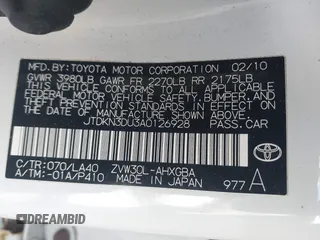 MFD. BY: TOYOTA MOTOR CORPORATION 02/10
GVWR 3980LB GAWR FR 2270LB RR 2175LB
THIS VEHICLE CONFORMS TO ALL APPLICABLE
FEDERAL MOTOR VEHICLE SAFETY, BUMPER, AND
THEFT PREVENTION STANDARDS IN EFFECT ON THE
DATE OF MANUFACTURE SHOWN ABOVE.
JTDKN3DU3A0126928
PASS. CAR
C/TR:070/LA40 ZVW30L-AHXGBA
A/TM:-01A/P410 MADE IN JAPAN
TOYOTA
977 A